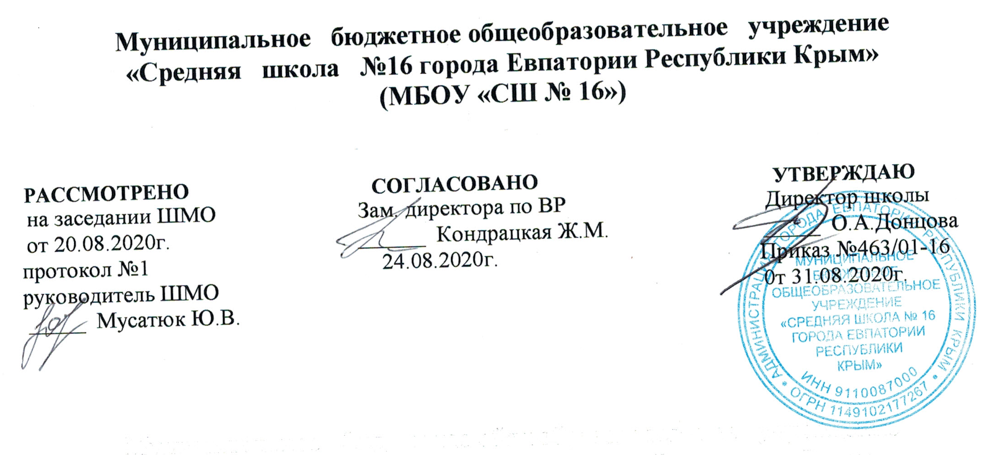 Муниципальное бюджетное общеобразовательное учреждение
«Средняя школа №16 города Евпатории Республики Крым»
(МБОУ «СШ № 16»)
РАССМОТРЕНО
на заседании ШМО
от 20.08.2020г.
протокол №1
руководитель ШМО
Мусатюк Ю.В.
СОГЛАСОВАНО
Зам. директора по ВР
Кондрацкая Ж.М.
24.08.2020г.
УТВЕРЖДАЮ
Директор школы
О.А.Донцова
Приказ №463/01-16
0т 31.08.2020г.
АДМИНИСТРАЦИЯ ГОРОДА ЕВПАТОРИИ РЕСПУБЛИКИ КРЫМ
• ОГРН 1149102177267 •
МУНИЦИПАЛЬНОЕ
БЮДЖЕТНОЕ
ОБЩЕОБРАЗОВАТЕЛЬНОЕ
УЧРЕЖДЕНИЕ
«СРЕДНЯЯ ШКОЛА № 16
ГОРОДА ЕВПАТОРИИ
РЕСПУБЛИКИ
КРЫМ»
ИНН 9110087000